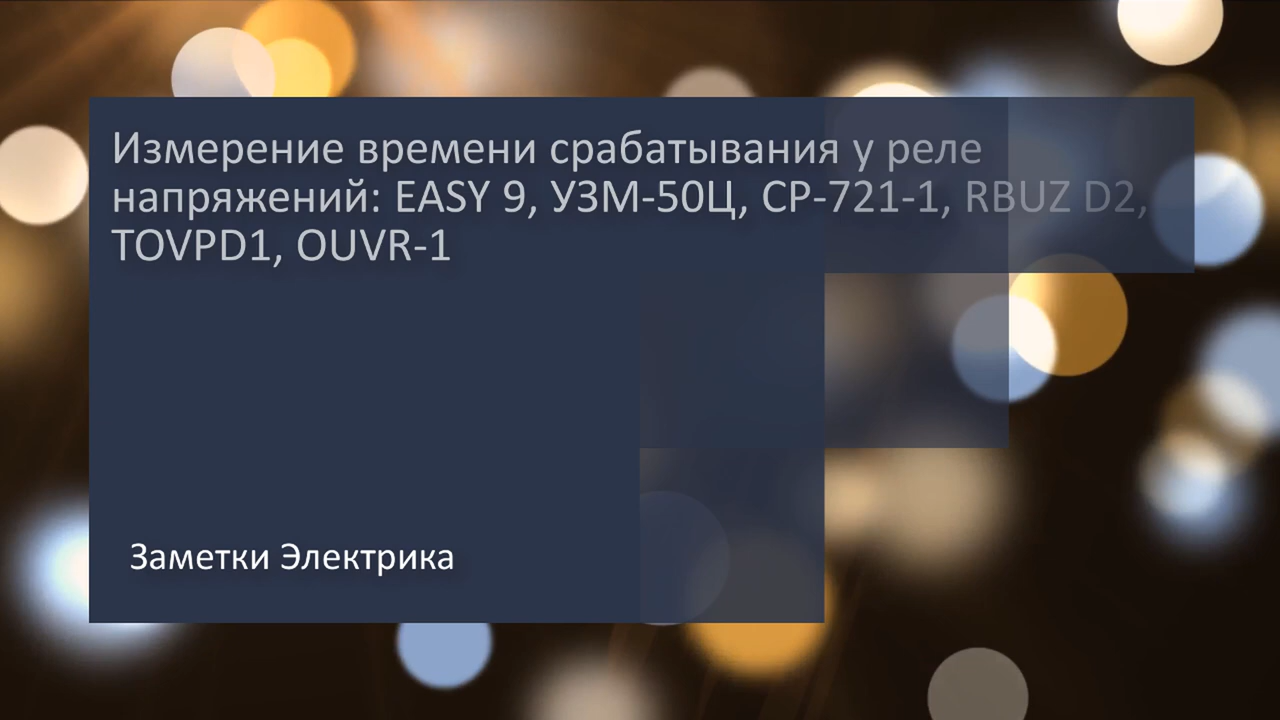 Измерение времени срабатывания у реле
напряжений: EASY 9, УЗМ-50Ц, CP-721-1, RBUZ D2,
TOVPD1, OUVR-1
Заметки Электрика